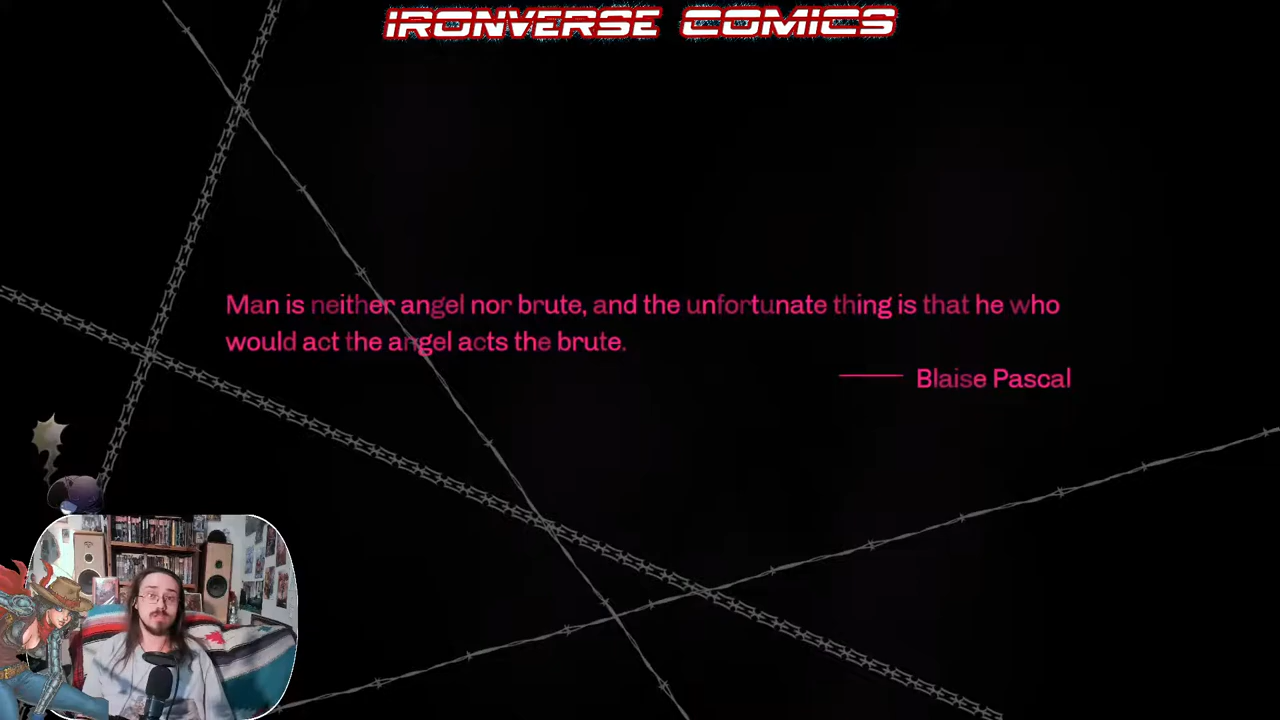 IRONVERSE COMICS
Man is neither angel nor brute, and the unfortunate thing is that he who
would act the angel acts the brute.
Blaise Pascal